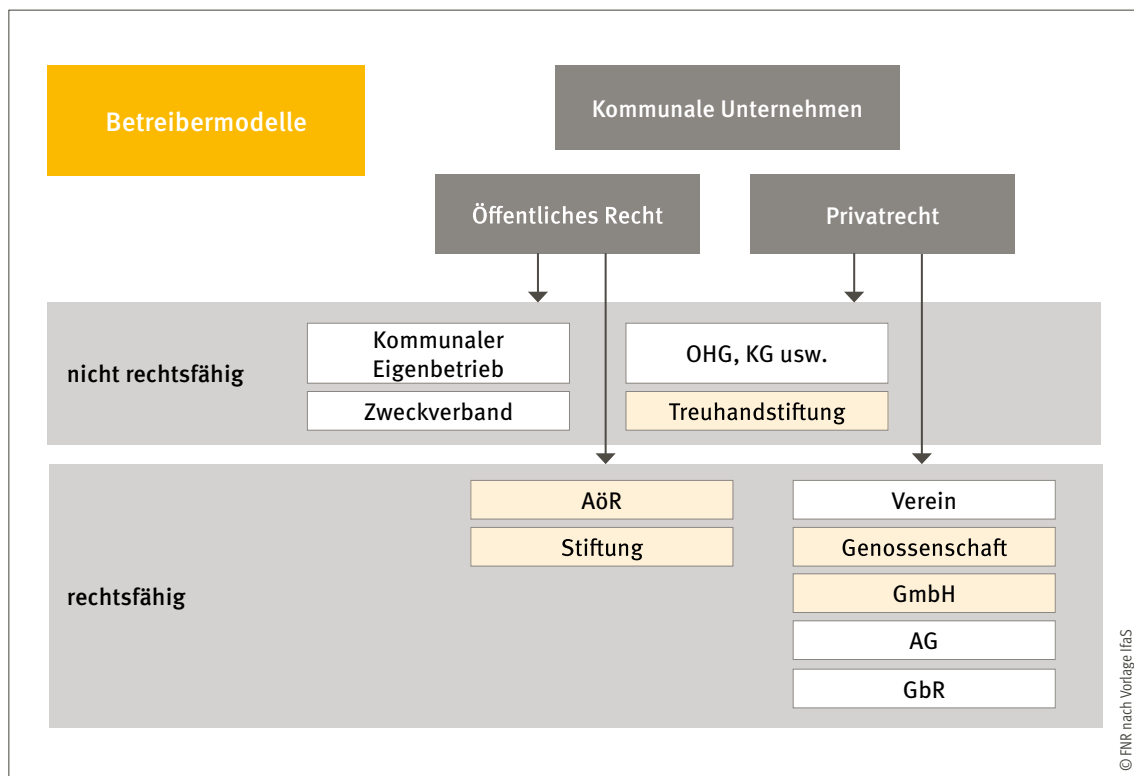 Betreibermodelle
Kommunale Unternehmen
Öffentliches Recht
Privatrecht
nicht rechtsfähig
Kommunaler
Eigenbetrieb
Zweckverband
OHG, KG usw.
Treuhandstiftung
rechtsfähig
AöR
Stiftung
Verein
Genossenschaft
GmbH
AG
GbR
© FNR nach Vorlage IfaS